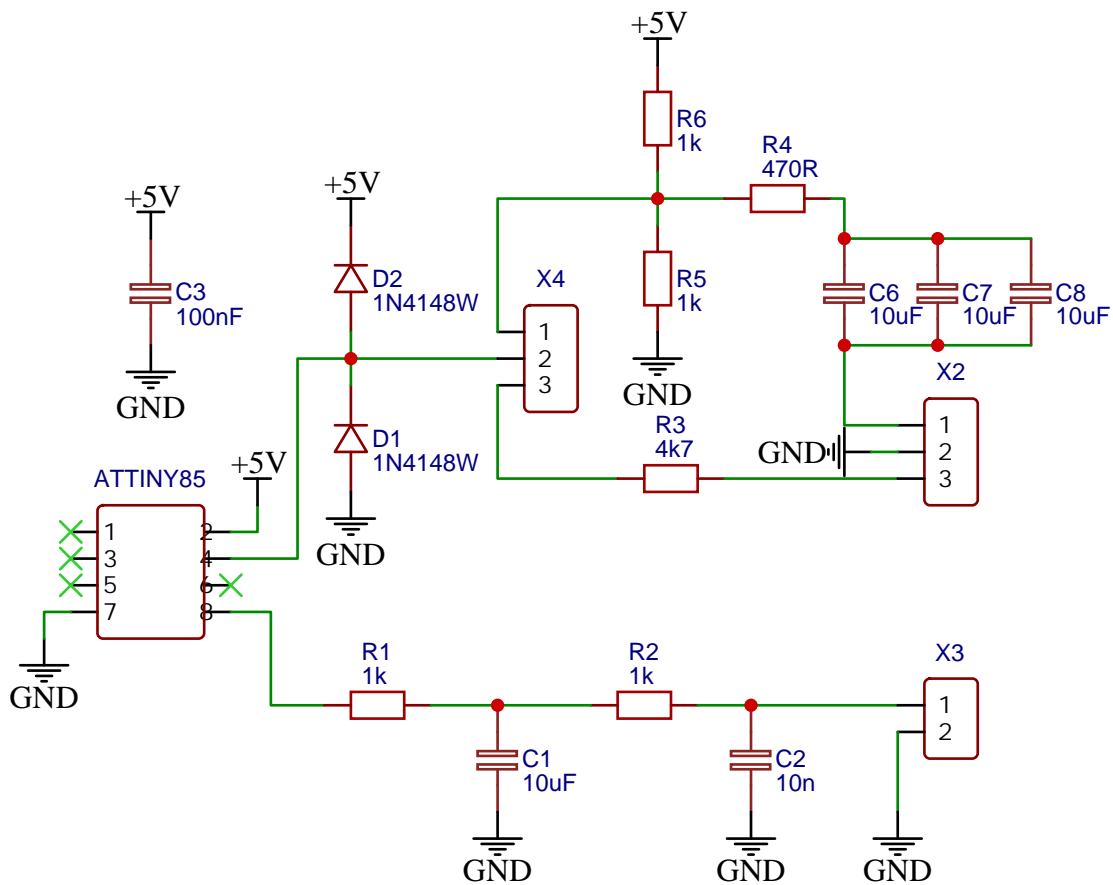 +5V
R6
1k
R4
470R
+5V
+5V
C3
100nF
D2
1N4148W
X4
R5
1k
C6
10uF
C7
10uF
C8
10uF
1
2
3
GND
GND
X2
D1
1N4148W
R3
4k7
GND
1
2
3
+5V
ATTINY85
GND
1
2
3
4
5
6
7
8
GND
R1
1k
R2
1k
X3
1
2
C1
10uF
C2
10n
GND
GND
GND